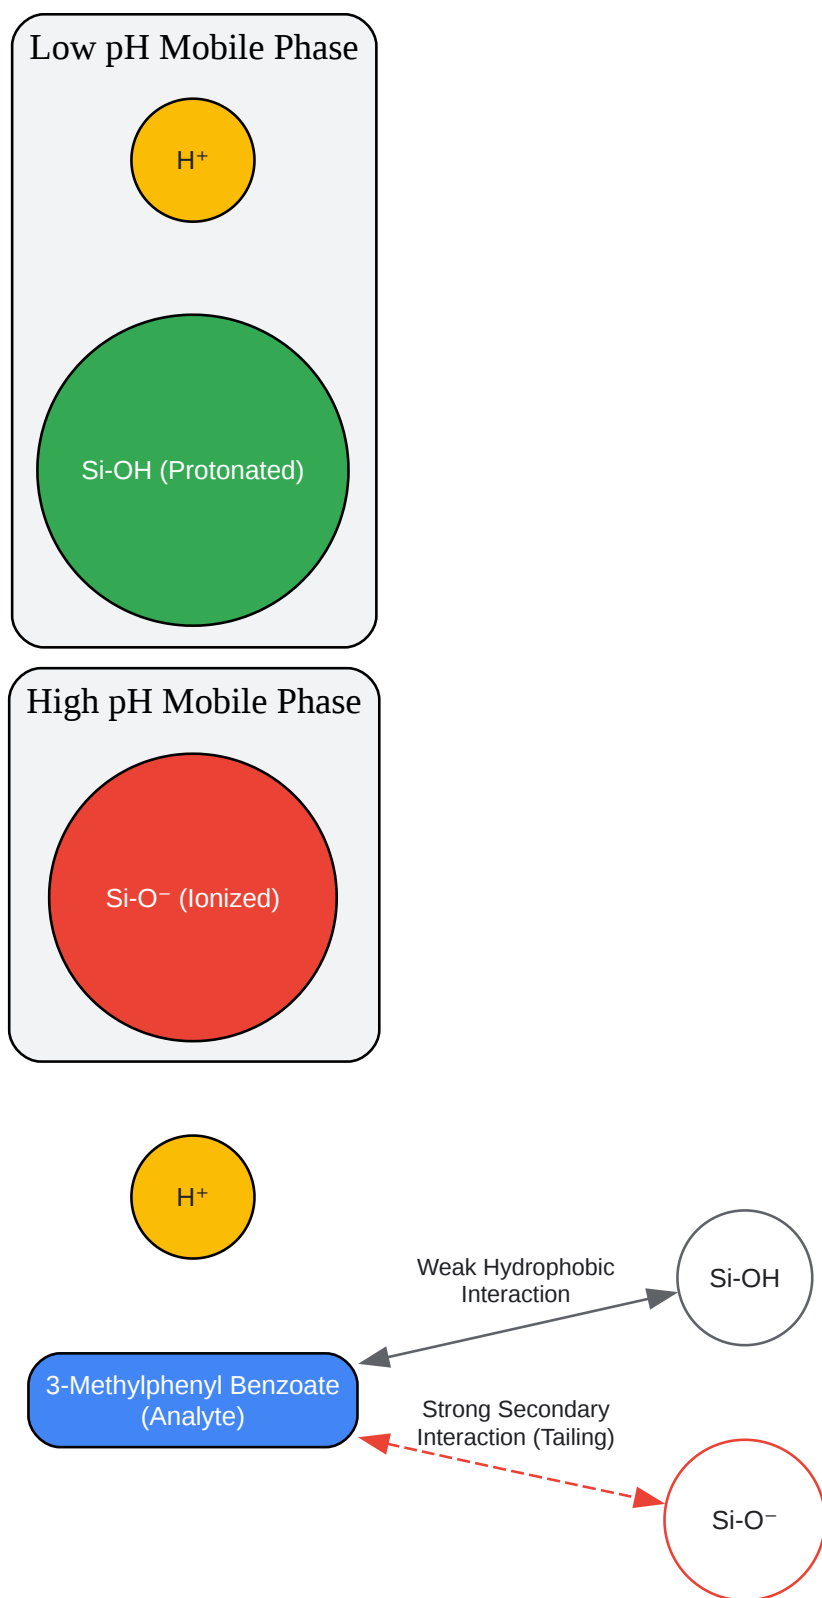 Low pH Mobile Phase
H⁺
Si-OH (Protonated)
High pH Mobile Phase
Si-O⁻ (Ionized)
H⁺
Weak Hydrophobic
Interaction
Si-OH
3-Methylphenyl Benzoate
(Analyte)
Strong Secondary
Interaction (Tailing)
Si-O⁻